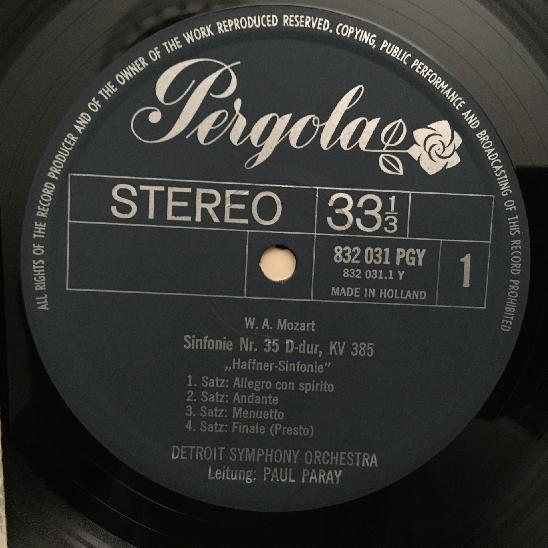 ALL RIGHTS OF THE RECORD PRODUCER AND OF THE OWNER OF THE WORK REPRODUCED RESERVED. COPYING, PUBLIC PERFORMANCE AND BROADCASTING OF THIS RECORD PROHIBITED
Pergola
STEREO
33 1/3
832 031 PGY
832 031.1 Y
MADE IN HOLLAND
1
W. A. Mozart
Sinfonie Nr. 35 D-dur, KV 385
„Haffner-Sinfonie"
1. Satz: Allegro con spirito
2. Satz: Andante
3. Satz: Menuetto
4. Satz: Finale (Presto)
DETROIT SYMPHONY ORCHESTRA
Leitung: PAUL PARAY